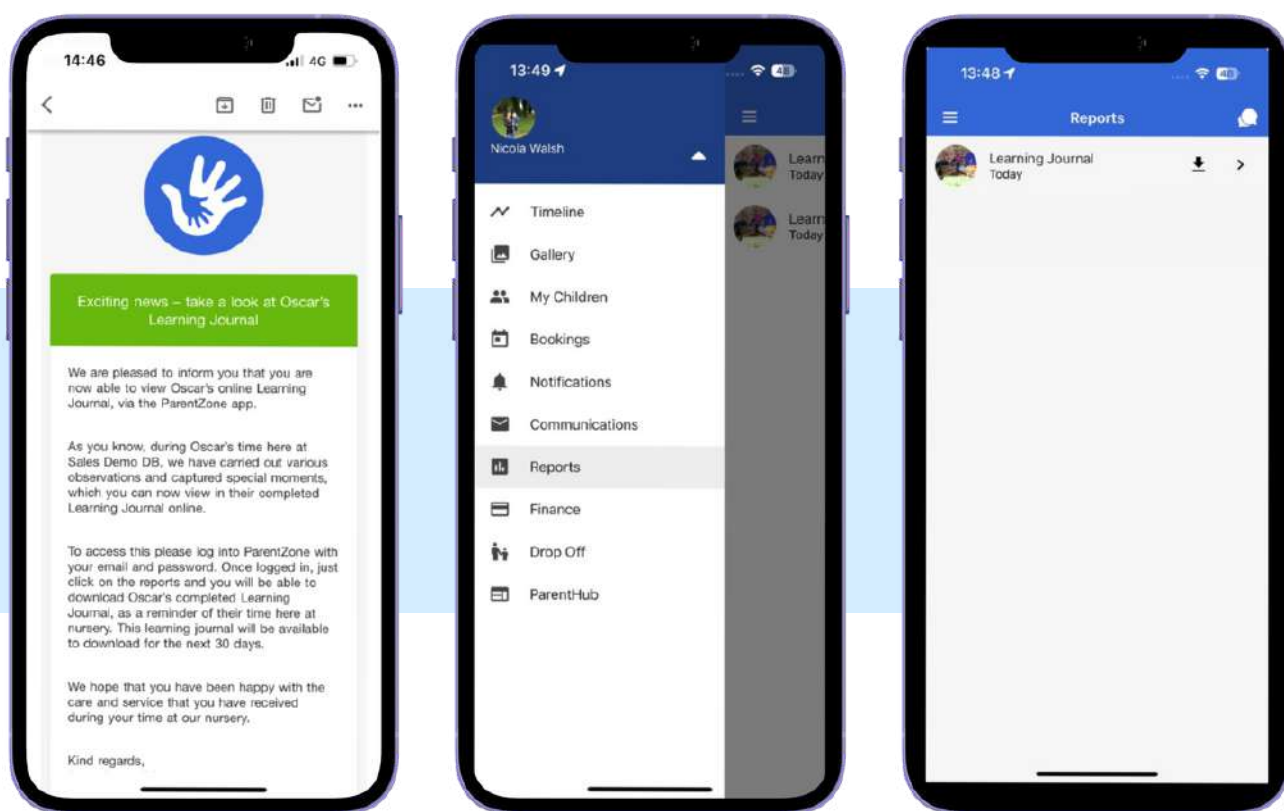 14:46
4G
Exciting news – take a look at Oscar's
Learning Journal
We are pleased to inform you that you are
now able to view Oscar's online Learning
Journal, via the ParentZone app.
As you know, during Oscar's time here at
Sales Demo DB, we have carried out various
observations and captured special moments,
which you can now view in their completed
Learning Journal online.
To access this please log into ParentZone with
your email and password. Once logged in, just
click on the reports and you will be able to
download Oscar's completed Learning
Journal, as a reminder of their time here at
nursery. This learning journal will be available
to download for the next 30 days.
We hope that you have been happy with the
care and service that you have received
during your time at our nursery.
Kind regards,
13:49
48
Nicola Walsh
Timeline
Gallery
My Children
Bookings
Notifications
Communications
Reports
Finance
Drop Off
ParentHub
Learn
Today
Learn
Today
13:48
48
Reports
Learning Journal
Today